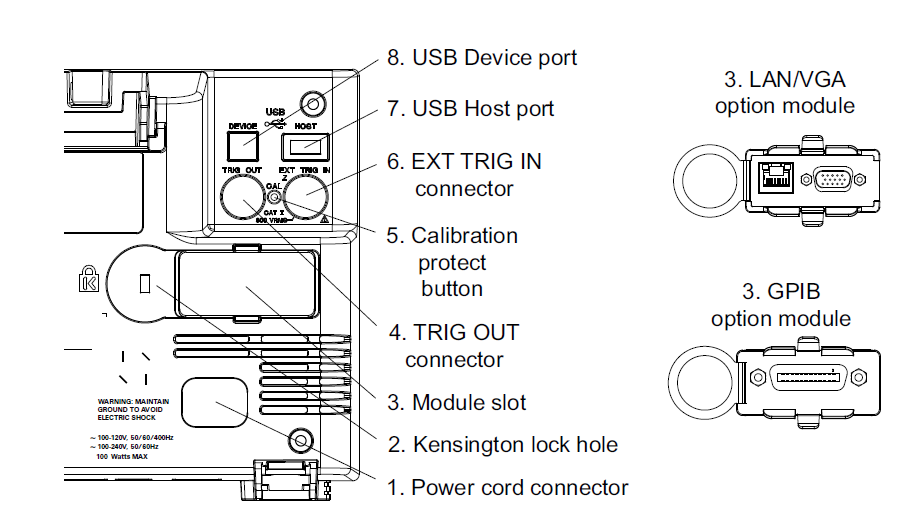 8. USB Device port
7. USB Host port
6. EXT TRIG IN
connector
5. Calibration
protect
button
4. TRIG OUT
connector
3. Module slot
2. Kensington lock hole
1. Power cord connector
3. LAN/VGA
option module
3. GPIB
option module
USB
DEVICE
HOST
TRIG OUT
EXT TRIG IN
Z
CAL
CAT I
300 VRMS
K
WARNING: MAINTAIN
GROUND TO AVOID
ELECTRIC SHOCK
~ 100-120V, 50/60/400Hz
~ 100-240V, 50/60Hz
100 Watts MAX